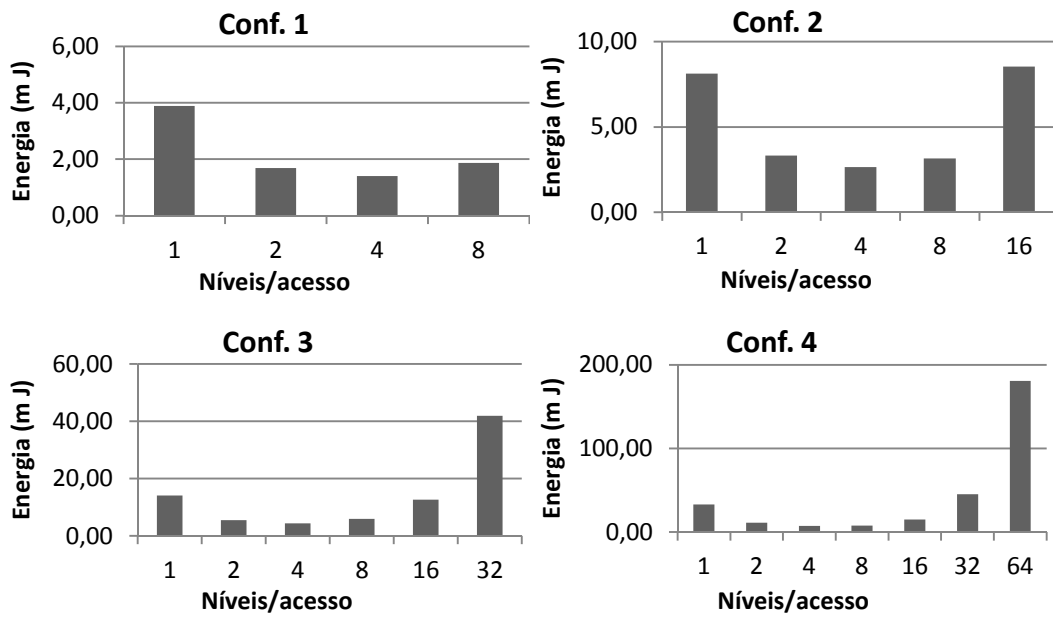 Conf. 1
Energia (m J)
6,00
4,00
2,00
0,00
1 2 4 8
Níveis/acesso
Conf. 2
Energia (m J)
10,00
5,00
0,00
1 2 4 8 16
Níveis/acesso
Conf. 3
Energia (m J)
60,00
40,00
20,00
0,00
1 2 4 8 16 32
Níveis/acesso
Conf. 4
Energia (m J)
200,00
100,00
0,00
1 2 4 8 16 32 64
Níveis/acesso